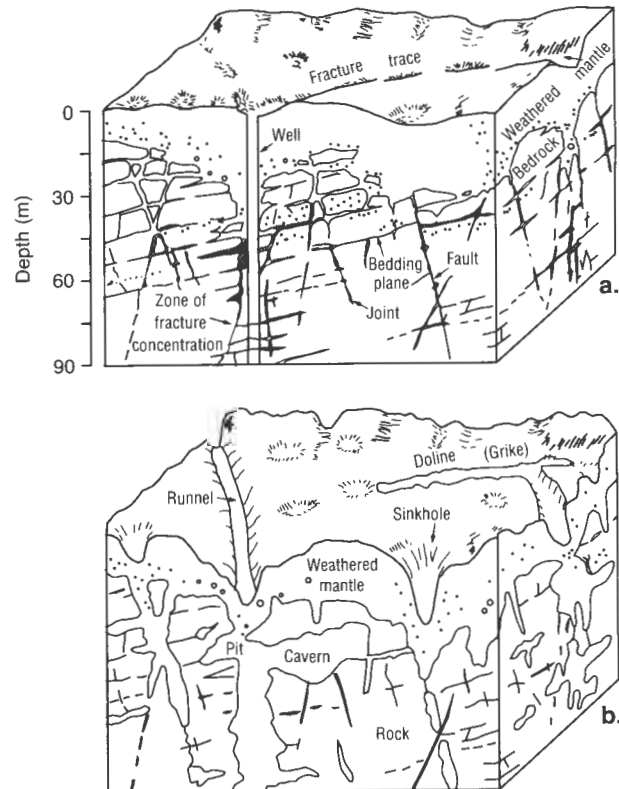 Fracture trace
Weathered mantle
0
Well
Bedrock
30
Depth (m)
Bedding
plane
Fault
60
Zone of
fracture
concentration
Joint
a.
90
Doline (Grike)
Runnel
Sinkhole
Weathered
mantle
Pit
Cavern
Rock
b.